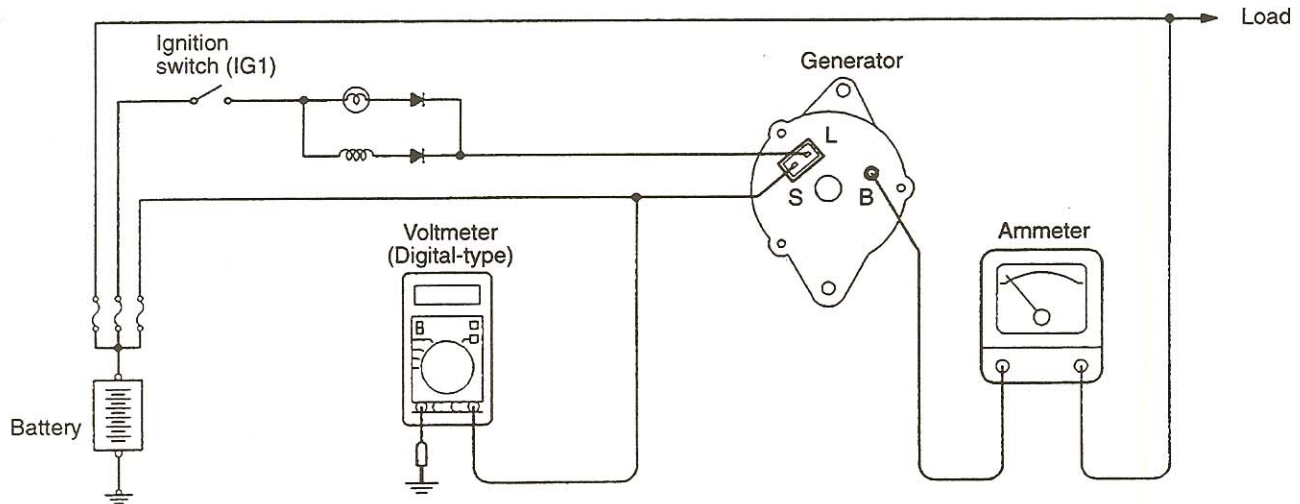 Load
Ignition
switch (IG1)
Generator
L
S
B
Voltmeter
(Digital-type)
Ammeter
Battery